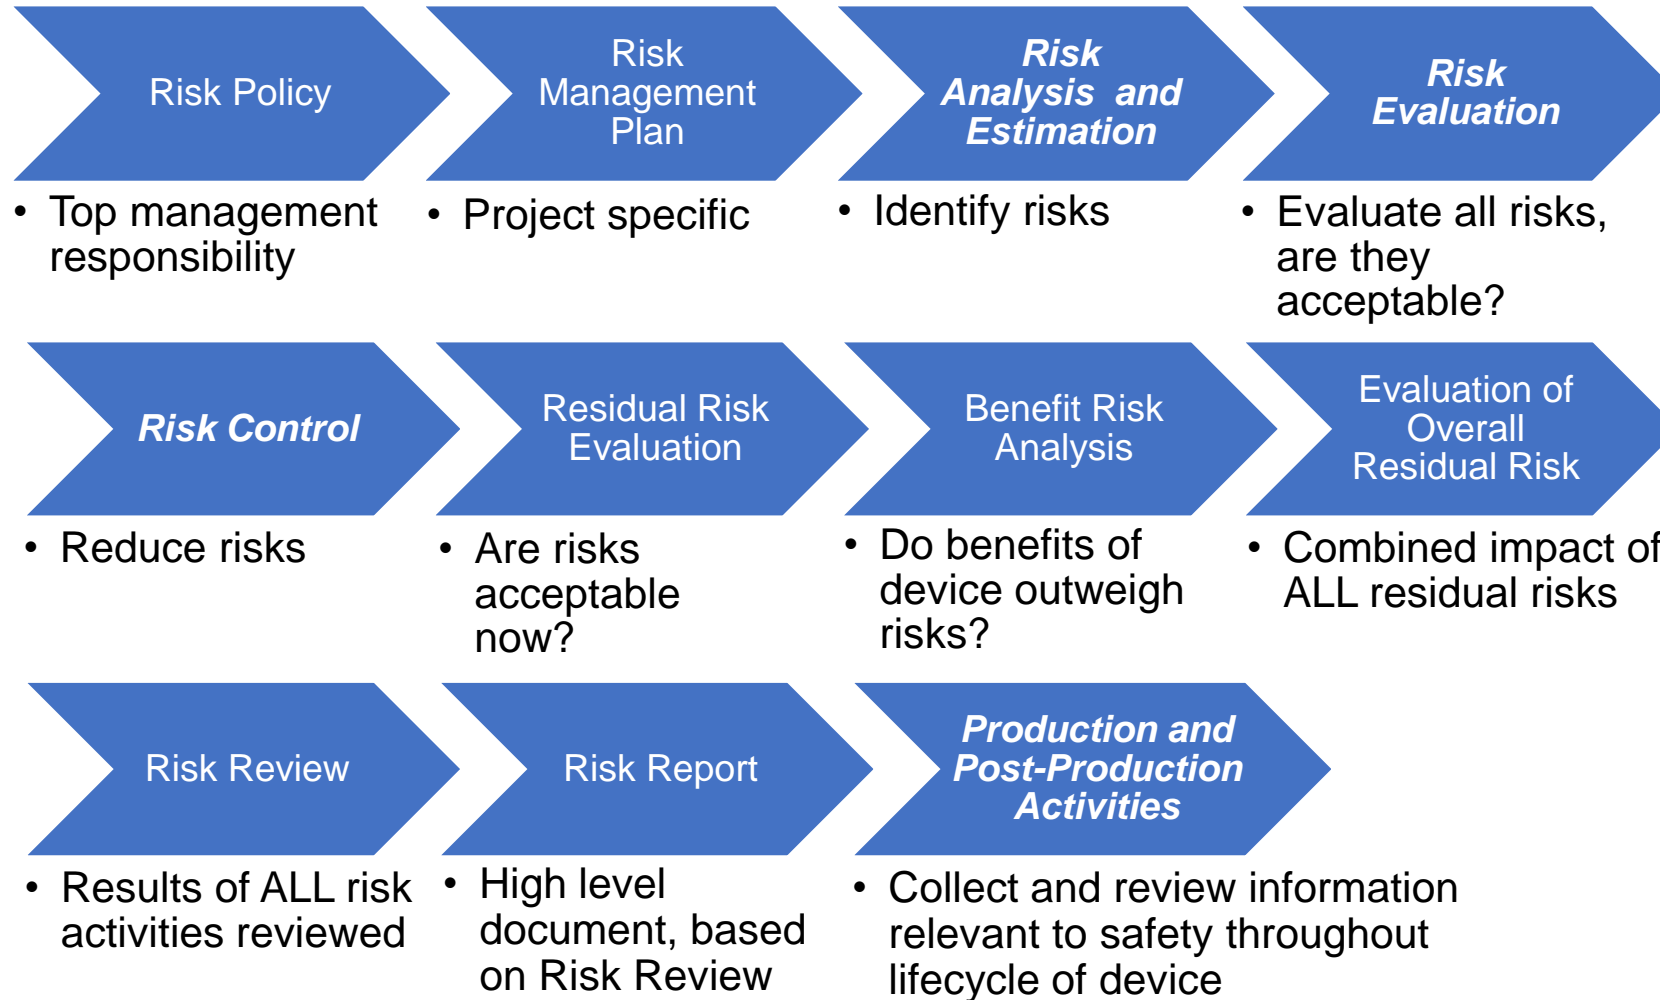 Risk Policy
• Top management
responsibility
Risk
Management
Plan
• Project specific
Risk
Analysis and
Estimation
• Identify risks
Risk
Evaluation
• Evaluate all risks,
are they
acceptable?
Risk Control
• Reduce risks
Residual Risk
Evaluation
• Are risks
acceptable
now?
Benefit Risk
Analysis
• Do benefits of
device outweigh
risks?
Evaluation of
Overall
Residual Risk
• Combined impact of
ALL residual risks
Risk Review
• Results of ALL risk
activities reviewed
Risk Report
• High level
document, based
on Risk Review
Production and
Post-Production
Activities
• Collect and review information
relevant to safety throughout
lifecycle of device